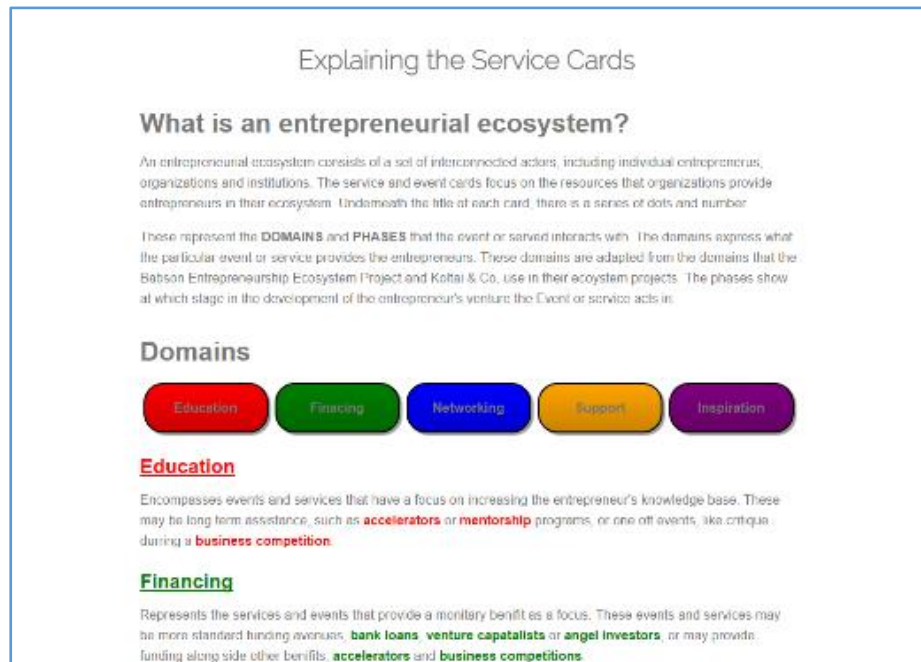 Explaining the Service Cards
What is an entrepreneurial ecosystem?
An entrepreneurial ecosystem consists of a set of interconnected actors, including individual entreprenerus,
organizations and institutions. The service and event cards focus on the resources that organizations provide
entrepreneurs in their ecosystem. Underneath the title of each card, there is a series of dots and number.
These represent the DOMAINS and PHASES that the event or served interacts with. The domains express what
the particular event or service provides the entrepreneurs. These domains are adapted from the domains that the
Babson Entrepreneurship Ecosystem Project and Koltai & Co, use in their ecoystem projects. The phases show
at which stage in the development of the entrepreneur's venture the Event or service acts in.
Domains
Education Finacing Networking Support Inspiration
Education
Encompasses events and services that have a focus on increasing the entrepreneur's knowledge base. These
may be long term assistance, such as accelerators or mentorship programs, or one off events, like critique
durring a business competition.
Financing
Represents the services and events that provide a monitary benifit as a focus. These events and services may
be more standard funding avenues, bank loans, venture capatalists or angel investors, or may provide
funding along side other benifits, accelerators and business competitions.